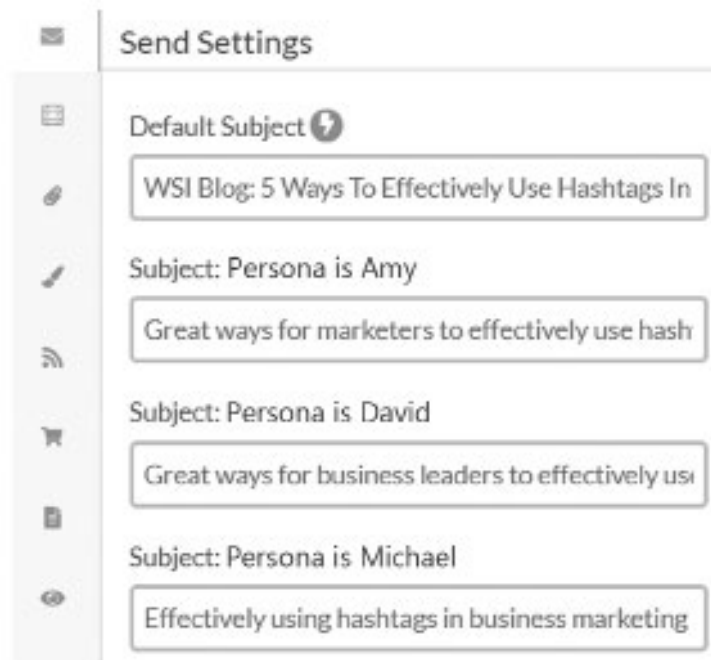 Send Settings
Default Subject
WSI Blog: 5 Ways To Effectively Use Hashtags In
Subject: Persona is Amy
Great ways for marketers to effectively use hash
Subject: Persona is David
Great ways for business leaders to effectively use
Subject: Persona is Michael
Effectively using hashtags in business marketing